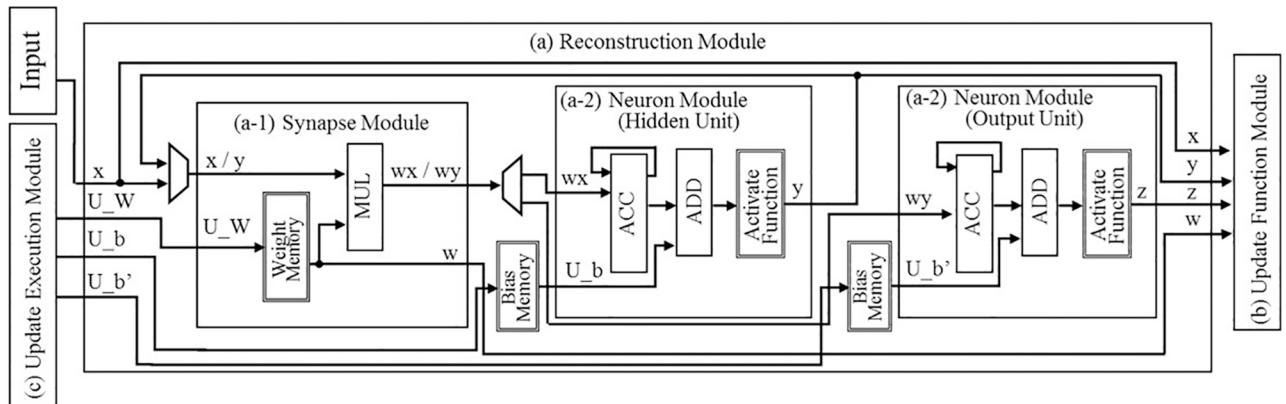 Input
(c) Update Execution Module
(a) Reconstruction Module
(a-1) Synapse Module
x
U_W
U_b
U_b’
x / y
U_W
Weight
Memory
MUL
wx / wy
w
Bias
Memory
(a-2) Neuron Module
(Hidden Unit)
wx
ACC
ADD
Activate
Function
U_b
y
Bias
Memory
(a-2) Neuron Module
(Output Unit)
wy
ACC
ADD
Activate
Function
U_b’
z
x
y
z
w
(b) Update Function Module